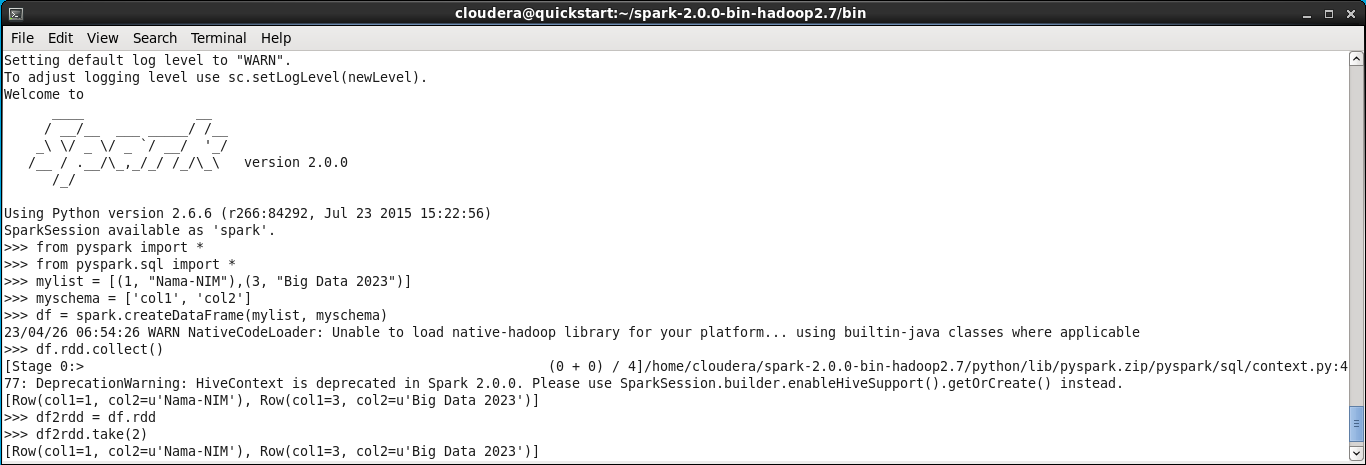 cloudera@quickstart:~/spark-2.0.0-bin-hadoop2.7/bin
File Edit View Search Terminal Help
Setting default log level to "WARN".
To adjust logging level use sc.setLogLevel(newLevel).
Welcome to
      ____              __
     / __/__  ___ _____/ /__
    _\ \/ _ \/ _ `/ __/  '_/
   /__ / .__/\_,_/_/ /_/\_\   version 2.0.0
      /_/
Using Python version 2.6.6 (r266:84292, Jul 23 2015 15:22:56)
SparkSession available as 'spark'.
>>> from pyspark import *
>>> from pyspark.sql import *
>>> mylist = [(1, "Nama-NIM"),(3, "Big Data 2023")]
>>> myschema = ['col1', 'col2']
>>> df = spark.createDataFrame(mylist, myschema)
23/04/26 06:54:26 WARN NativeCodeLoader: Unable to load native-hadoop library for your platform... using builtin-java classes where applicable
>>> df.rdd.collect()
[Stage 0:>                                                          (0 + 0) / 4]/home/cloudera/spark-2.0.0-bin-hadoop2.7/python/lib/pyspark.zip/pyspark/sql/context.py:4
77: DeprecationWarning: HiveContext is deprecated in Spark 2.0.0. Please use SparkSession.builder.enableHiveSupport().getOrCreate() instead.
[Row(col1=1, col2=u'Nama-NIM'), Row(col1=3, col2=u'Big Data 2023')]
>>> df2rdd = df.rdd
>>> df2rdd.take(2)
[Row(col1=1, col2=u'Nama-NIM'), Row(col1=3, col2=u'Big Data 2023')]